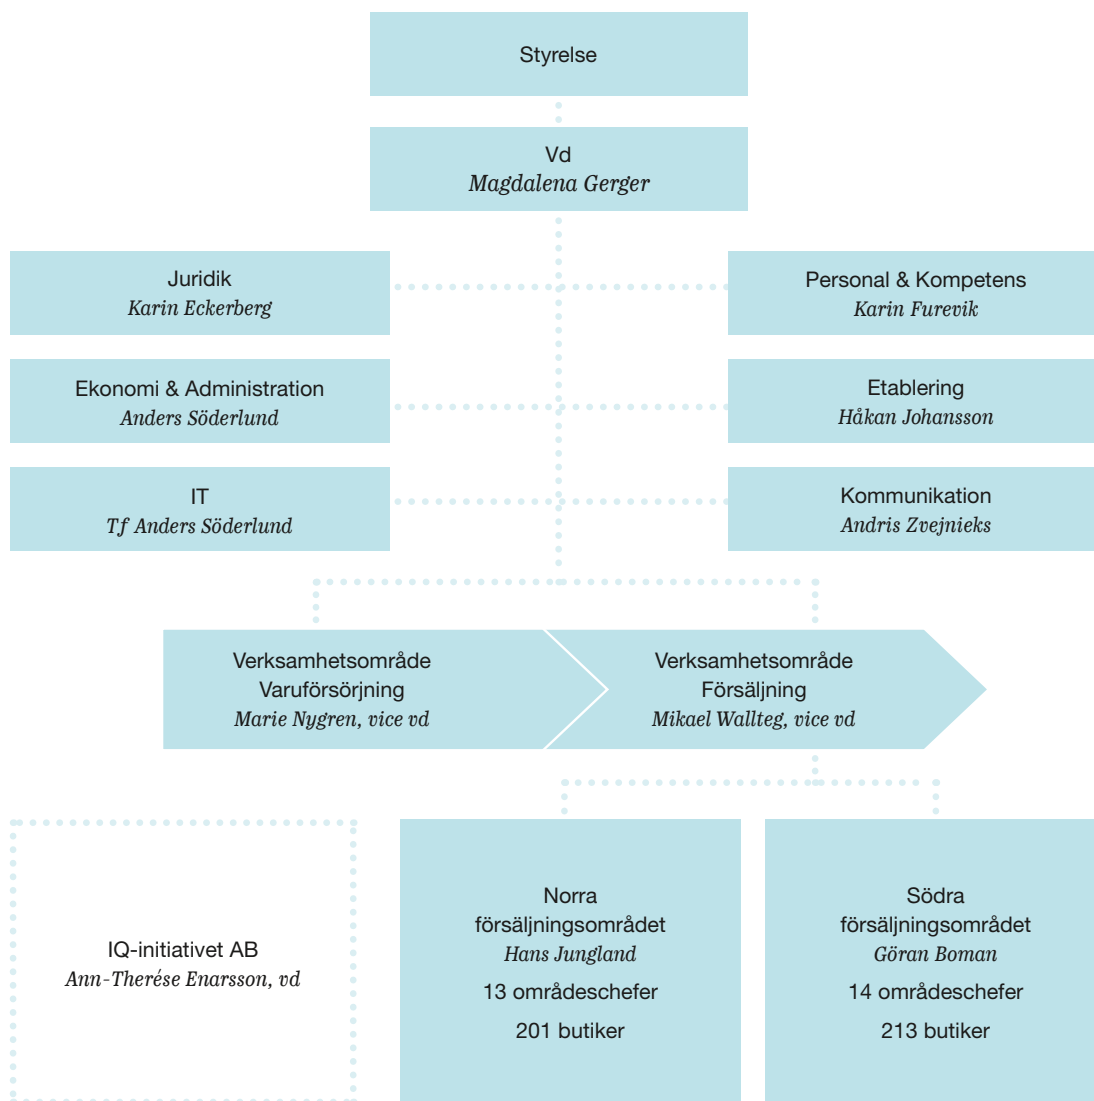 Styrelse
Vd
Magdalena Gerger
Juridik
Karin Eckerberg
Personal & Kompetens
Karin Furevik
Ekonomi & Administration
Anders Söderlund
Etablering
Håkan Johansson
IT
Tf Anders Söderlund
Kommunikation
Andris Zvejnieks
Verksamhetsområde
Varuförsörjning
Marie Nygren, vice vd
Verksamhetsområde
Försäljning
Mikael Wallteg, vice vd
IQ-initiativet AB
Ann-Therése Enarsson, vd
Norra
försäljningsområdet
Hans Jungland
13 områdeschefer
201 butiker
Södra
försäljningsområdet
Göran Boman
14 områdeschefer
213 butiker